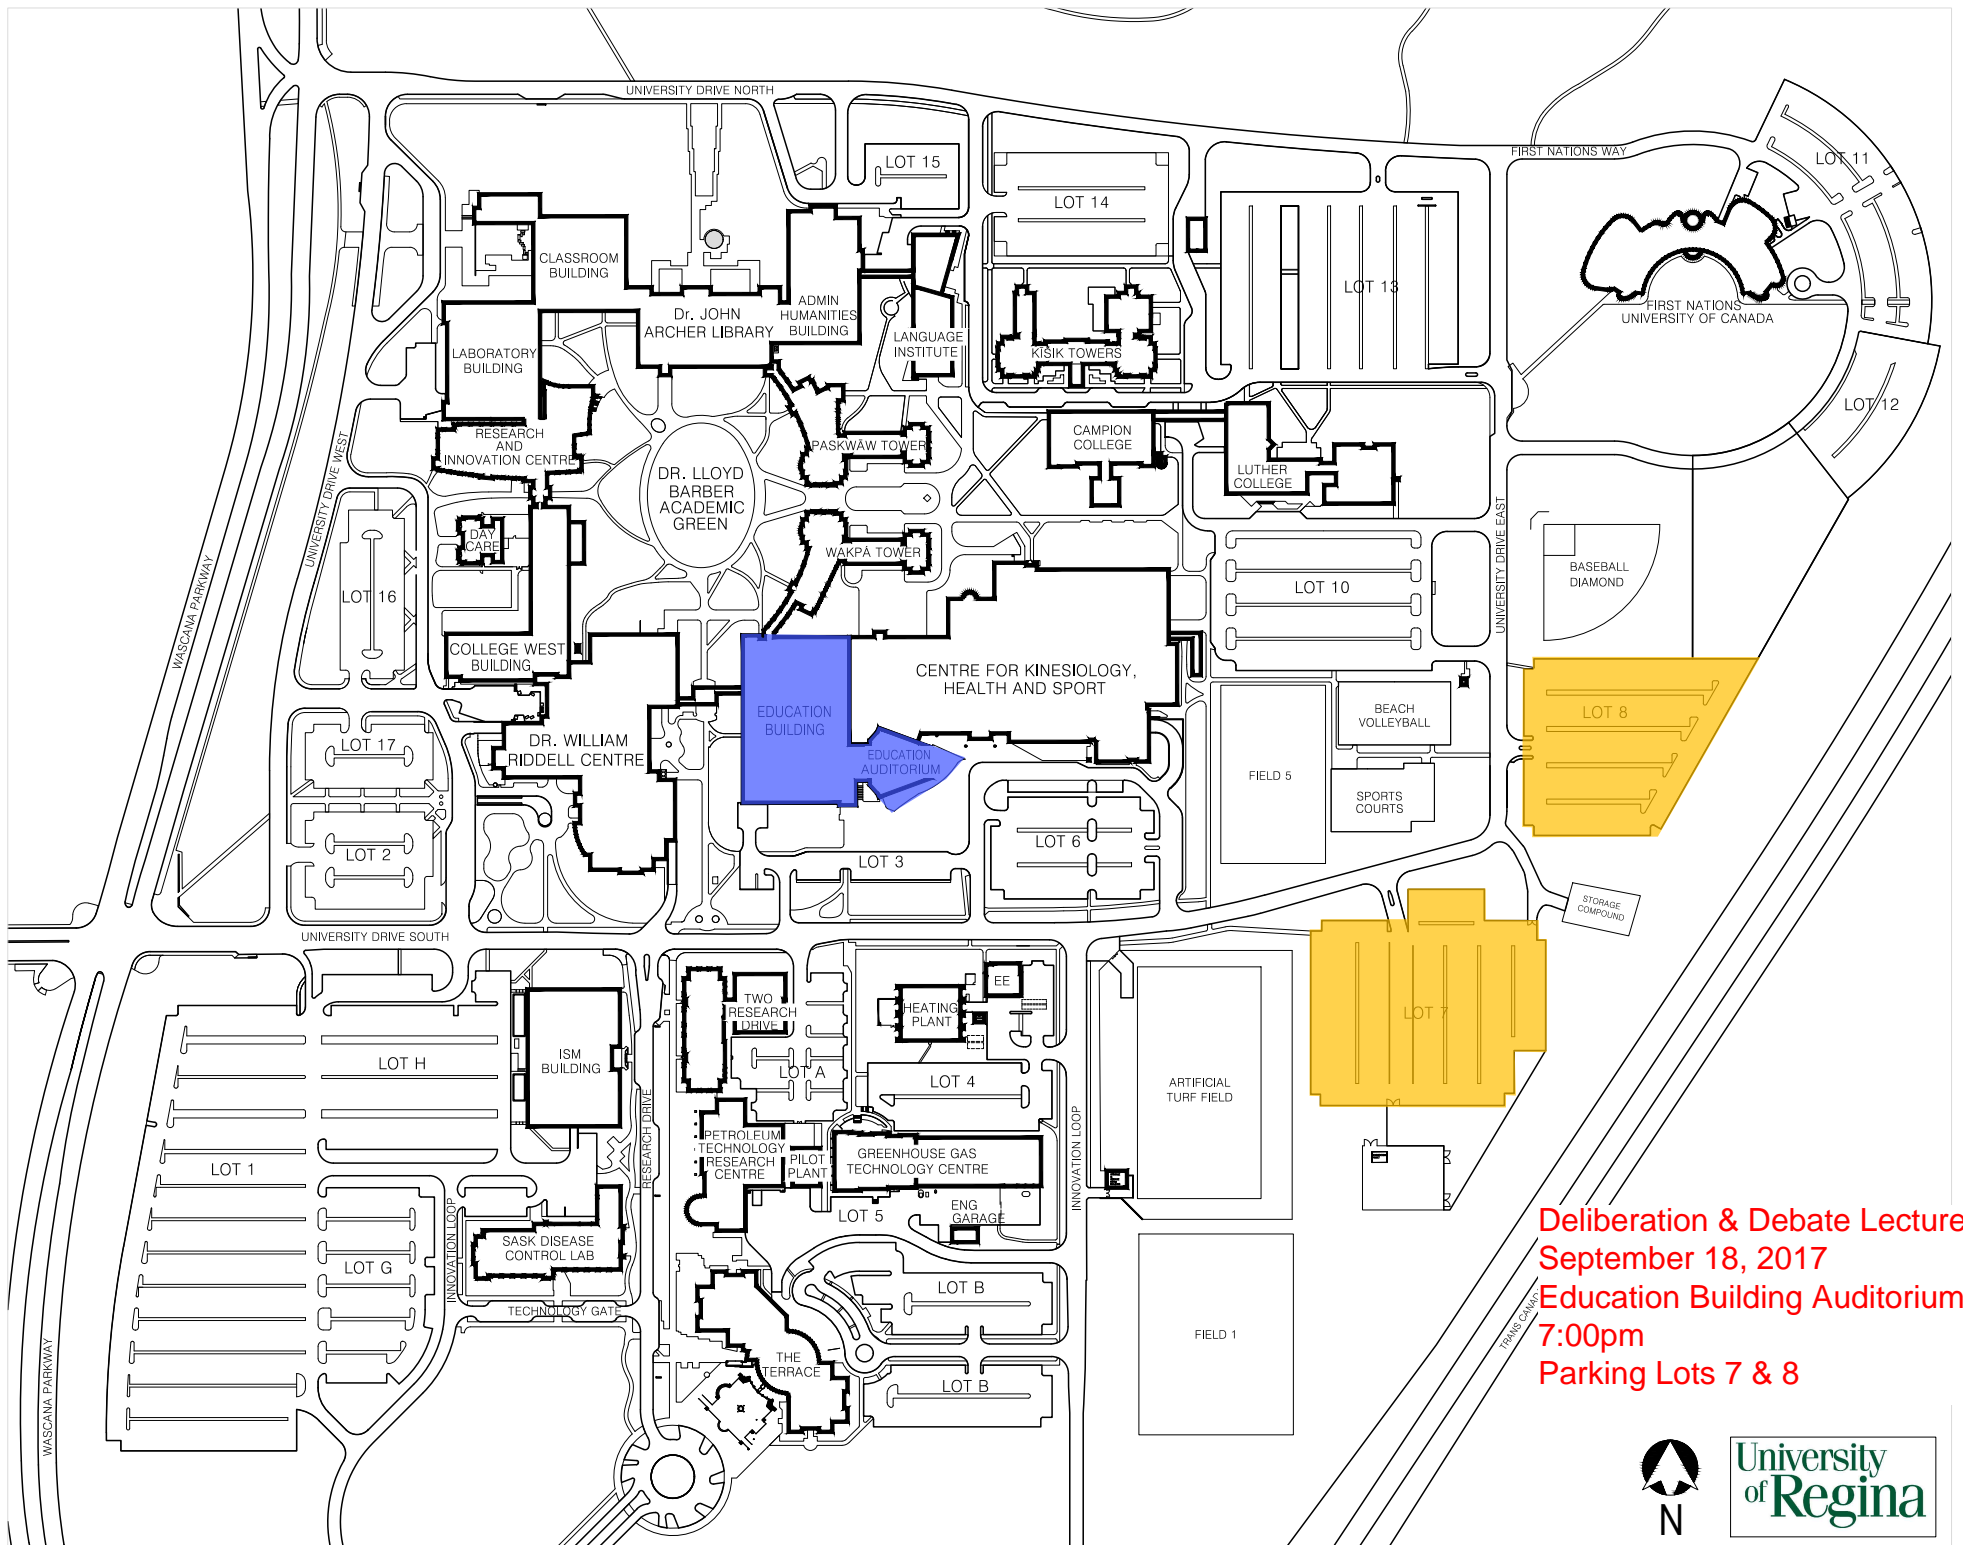 UNIVERSITY DRIVE NORTH
FIRST NATIONS WAY
LOT 11
LOT 15
LOT 14
CLASSROOM
BUILDING
LOT 13
FIRST NATIONS
UNIVERSITY OF CANADA
ADMIN
HUMANITIES
BUILDING
Dr. JOHN
ARCHER LIBRARY
LANGUAGE
INSTITUTE
KĪSIK TOWERS
LABORATORY
BUILDING
LOT 12
RESEARCH
AND
INNOVATION CENTRE
PASKWĀW TOWER
CAMPION
COLLEGE
LUTHER
COLLEGE
DR. LLOYD
BARBER
ACADEMIC
GREEN
UNIVERSITY DRIVE WEST
UNIVERSITY DRIVE EAST
DAY
CARE
WAKPĀ TOWER
BASEBALL
DIAMOND
WASCANA PARKWAY
LOT 16
LOT 10
COLLEGE WEST
BUILDING
CENTRE FOR KINESIOLOGY,
HEALTH AND SPORT
EDUCATION
BUILDING
BEACH
VOLLEYBALL
LOT 8
LOT 17
DR. WILLIAM
RIDDELL CENTRE
EDUCATION
AUDITORIUM
FIELD 5
SPORTS
COURTS
LOT 2
LOT 3
LOT 6
STORAGE
COMPOUND
UNIVERSITY DRIVE SOUTH
TWO
RESEARCH
DRIVE
HEATING
PLANT
EE
LOT 7
LOT H
ISM
BUILDING
LOT A
LOT 4
ARTIFICIAL
TURF FIELD
RESEARCH DRIVE
INNOVATION LOOP
PETROLEUM
TECHNOLOGY
RESEARCH
CENTRE
PILOT
PLANT
GREENHOUSE GAS
TECHNOLOGY CENTRE
LOT 1
LOT 5
ENG
GARAGE
INNOVATION LOOP
SASK DISEASE
CONTROL LAB
LOT G
TECHNOLOGY GATE
LOT B
FIELD 1
THE
TERRACE
LOT B
WASCANA PARKWAY
TRANS CANAD
Deliberation & Debate Lecture
September 18, 2017
Education Building Auditorium
7:00pm
Parking Lots 7 & 8
N
University
of Regina